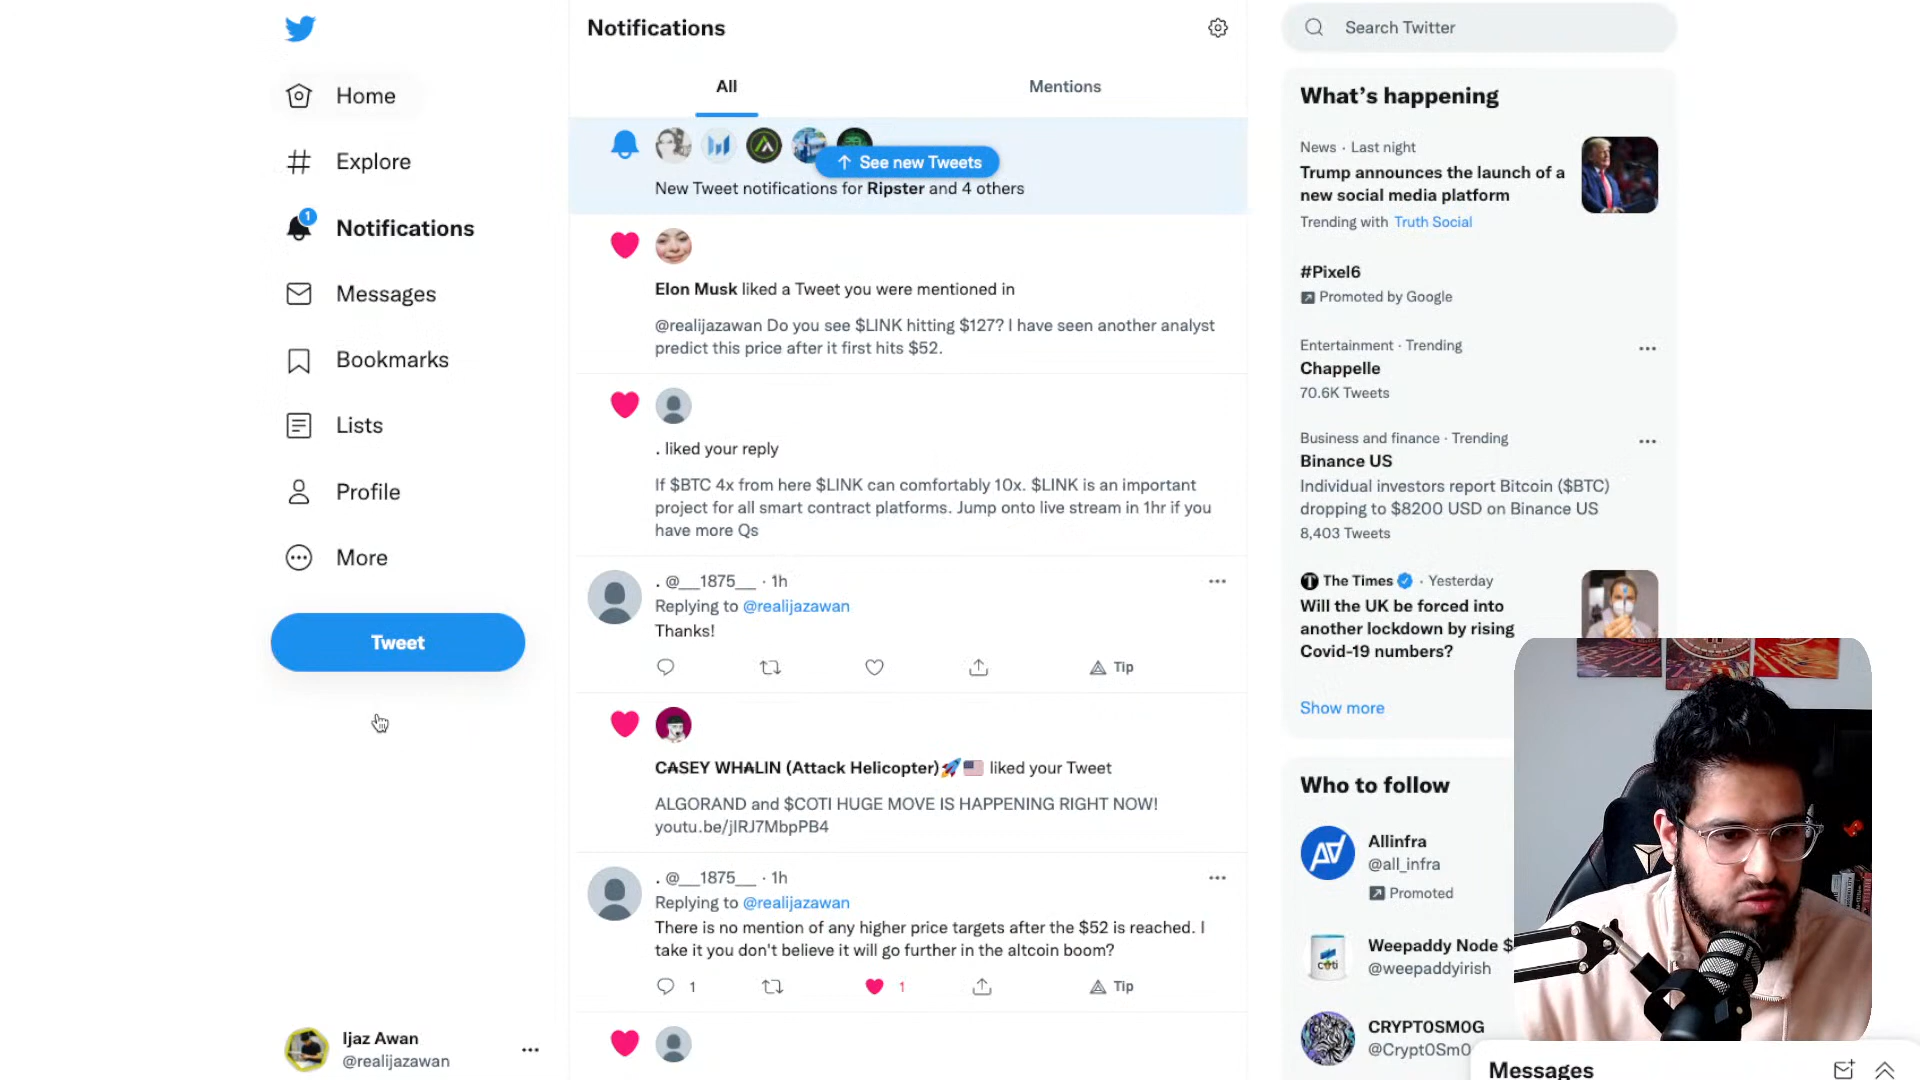 Home
Explore
1
Notifications
Messages
Bookmarks
Lists
Profile
More
Tweet
Ijaz Awan
@realijazawan
Notifications
All
Mentions
See new Tweets
New Tweet notifications for Ripster and 4 others
Elon Musk liked a Tweet you were mentioned in
@realijazawan Do you see $LINK hitting $127? I have seen another analyst
predict this price after it first hits $52.
. liked your reply
If $BTC 4x from here $LINK can comfortably 10x. $LINK is an important
project for all smart contract platforms. Jump onto live stream in 1hr if you
have more Qs
. @__1875__ · 1h
Replying to @realijazawan
Thanks!
Tip
C₳SEY WH₳LIN (Attack Helicopter)🚀🇺🇸 liked your Tweet
ALGORAND and $COTI HUGE MOVE IS HAPPENING RIGHT NOW!
youtu.be/jlRJ7MbpPB4
. @__1875__ · 1h
Replying to @realijazawan
There is no mention of any higher price targets after the $52 is reached. I
take it you don't believe it will go further in the altcoin boom?
1
1
Tip
Search Twitter
What's happening
News · Last night
Trump announces the launch of a
new social media platform
Trending with Truth Social
#Pixel6
Promoted by Google
Entertainment · Trending
Chappelle
70.6K Tweets
Business and finance · Trending
Binance US
Individual investors report Bitcoin ($BTC)
dropping to $8200 USD on Binance US
8,403 Tweets
The Times · Yesterday
Will the UK be forced into
another lockdown by rising
Covid-19 numbers?
Show more
Who to follow
Allinfra
@all_infra
Promoted
Weepaddy Node $
@weepaddyirish
coti
CRYPT0SM0G
@Crypt0Sm0
Messages